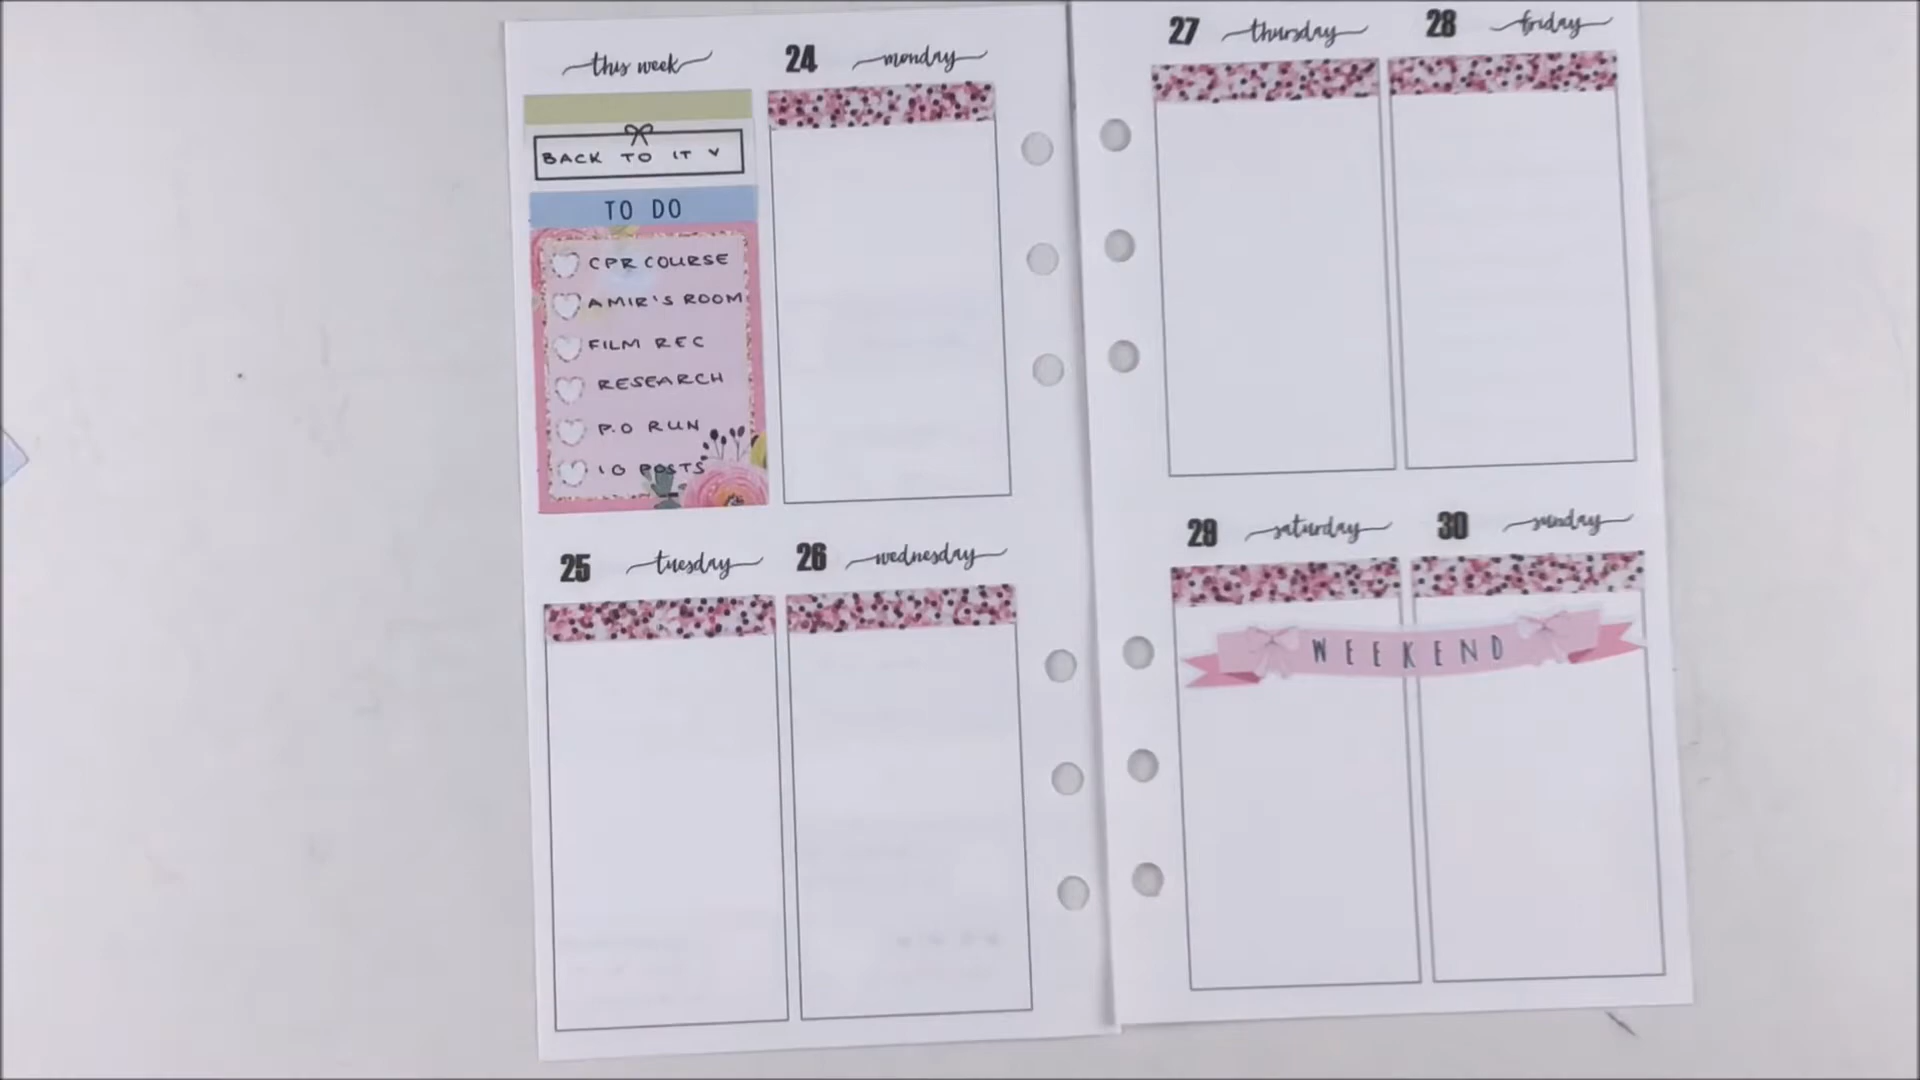 this week
BACK TO IT
TO DO
CPR COURSE
AMIR'S ROOM
FILM REC
RESEARCH
P.O RUN
10 POSTS
24 monday
25 tuesday
26 wednesday
27 thursday
28 friday
29 saturday
30 sunday
WEEKEND